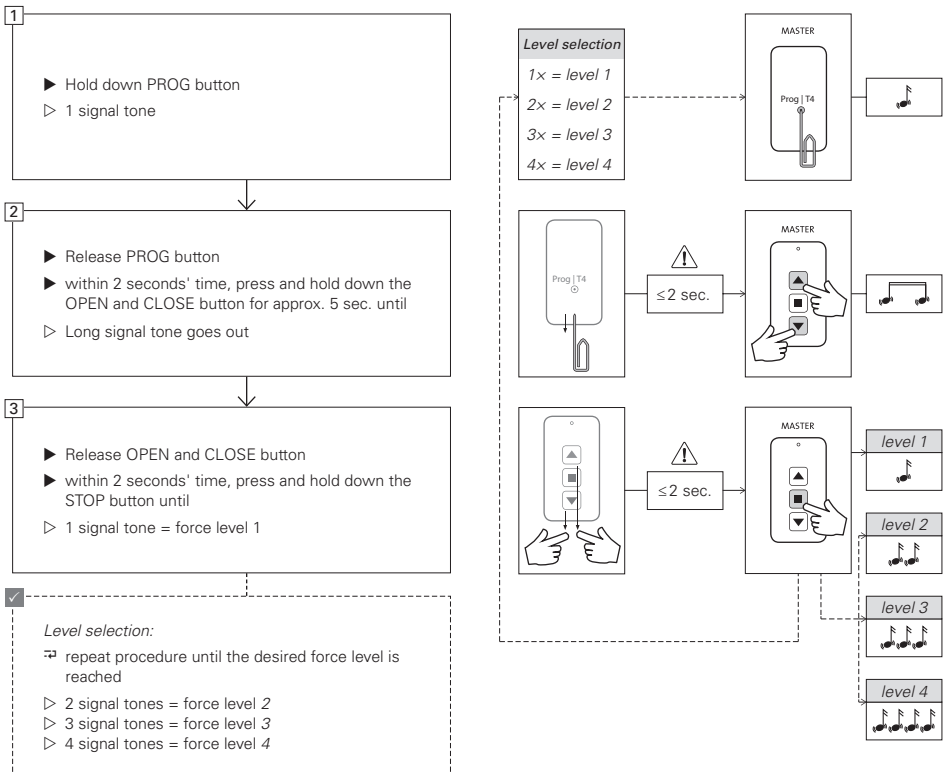 1
▶ Hold down PROG button
▷ 1 signal tone
2
▶ Release PROG button
▶ within 2 seconds' time, press and hold down the
OPEN and CLOSE button for approx. 5 sec. until
▷ Long signal tone goes out
3
▶ Release OPEN and CLOSE button
▶ within 2 seconds' time, press and hold down the
STOP button until
▷ 1 signal tone = force level 1
Level selection:
repeat procedure until the desired force level is
reached
▷ 2 signal tones = force level 2
▷ 3 signal tones = force level 3
▷ 4 signal tones = force level 4
Level selection
1× = level 1
2× = level 2
3× = level 3
4× = level 4
MASTER
Prog | T4
Prog | T4
≤2 sec.
MASTER
≤2 sec.
MASTER
level 1
level 2
level 3
level 4